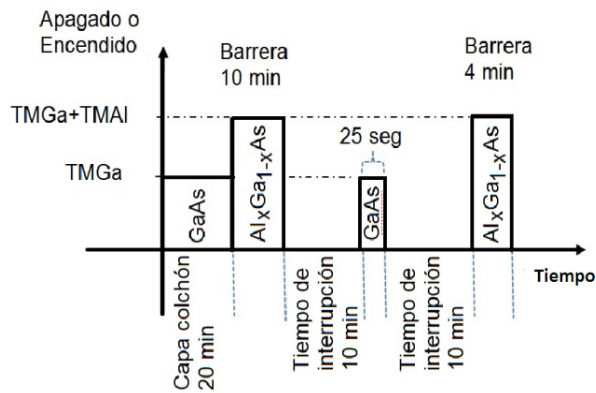 Apagado o
Encendido
Barrera
10 min
Barrera
4 min
TMGa+TMAl
25 seg
TMGa
GaAs
AlₓGa₁₋ₓAs
GaAs
AlₓGa₁₋ₓAs
Tiempo
Capa colchón
20 min
Tiempo de
interrupción
10 min
Tiempo de
interrupción
10 min